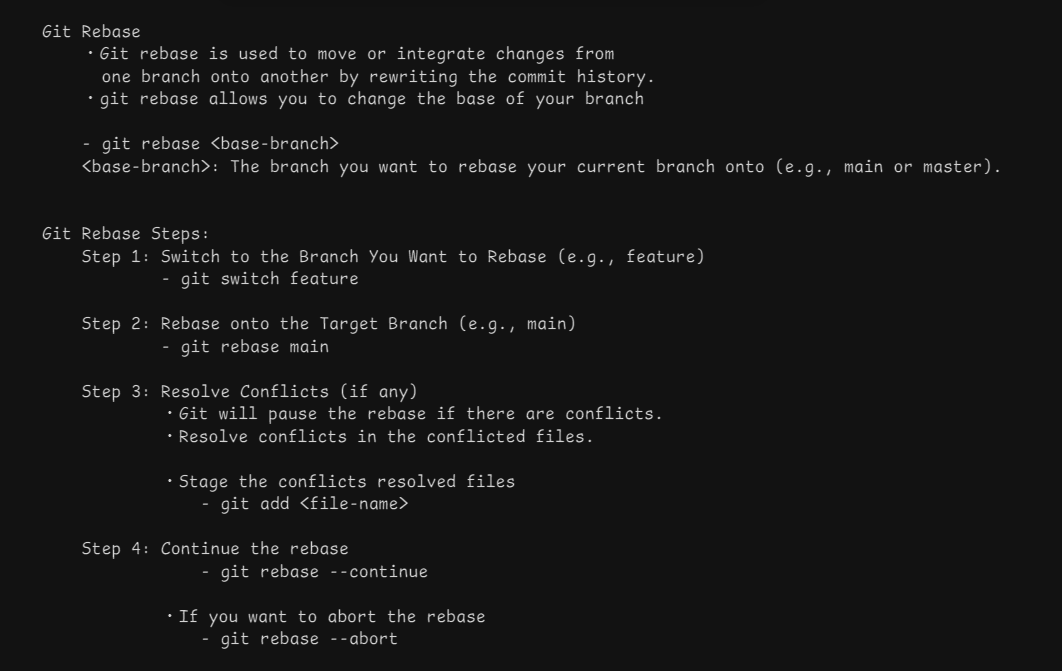 Git Rebase
• Git rebase is used to move or integrate changes from
one branch onto another by rewriting the commit history.
• git rebase allows you to change the base of your branch
- git rebase <base-branch>
<base-branch>: The branch you want to rebase your current branch onto (e.g., main or master).
Git Rebase Steps:
Step 1: Switch to the Branch You Want to Rebase (e.g., feature)
- git switch feature
Step 2: Rebase onto the Target Branch (e.g., main)
- git rebase main
Step 3: Resolve Conflicts (if any)
• Git will pause the rebase if there are conflicts.
• Resolve conflicts in the conflicted files.
• Stage the conflicts resolved files
- git add <file-name>
Step 4: Continue the rebase
- git rebase --continue
• If you want to abort the rebase
- git rebase --abort